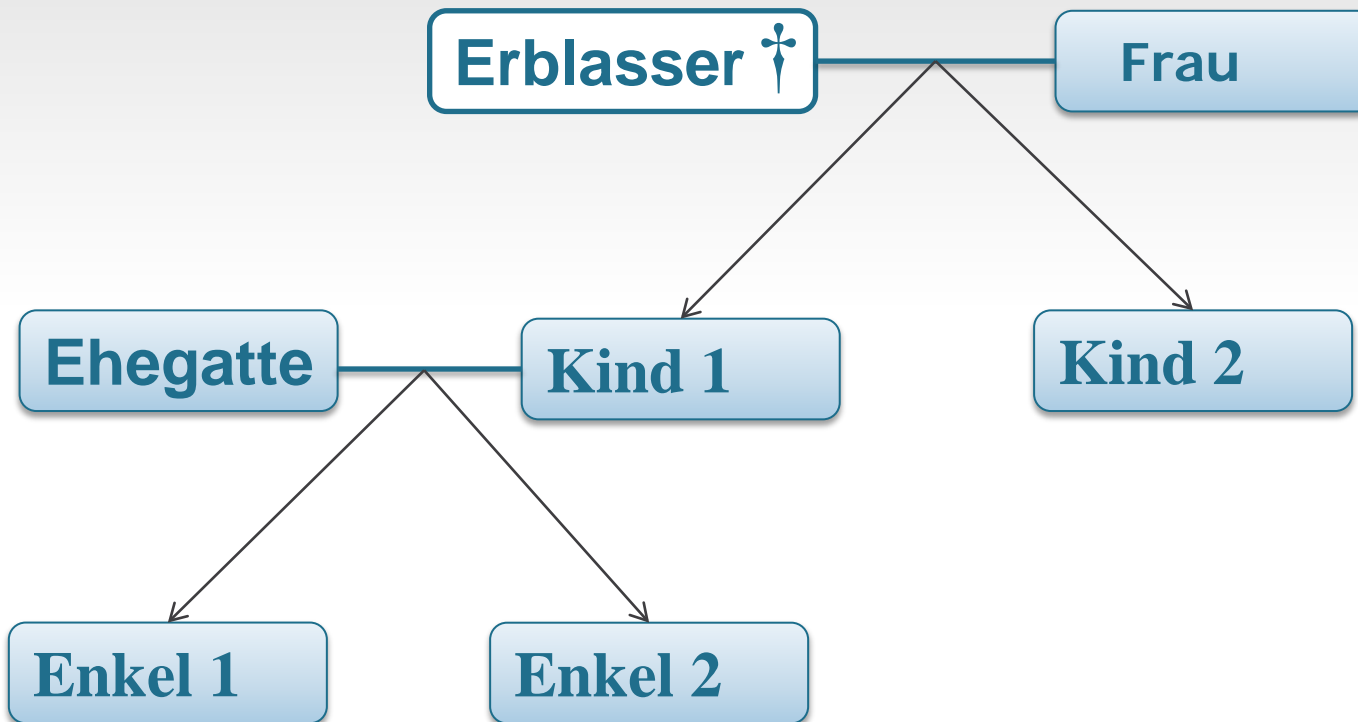 Erblasser †
Frau
Ehegatte
Kind 1
Kind 2
Enkel 1
Enkel 2